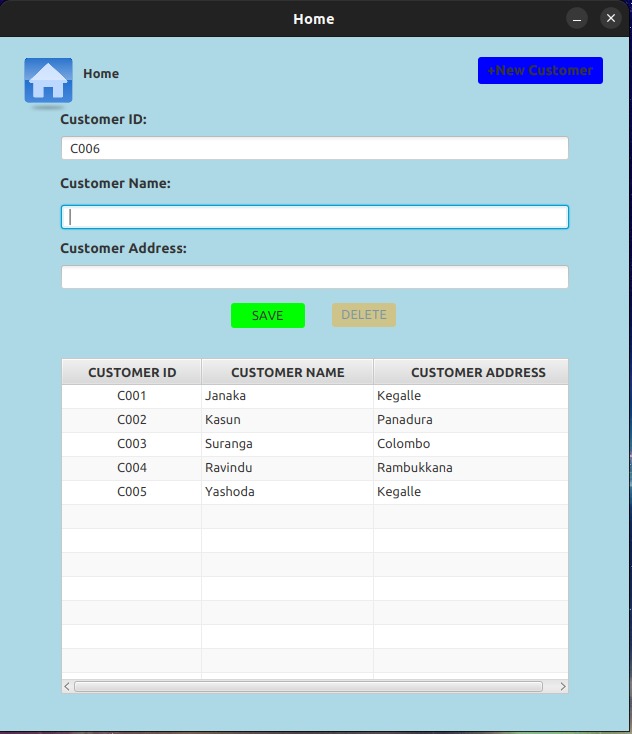 Home
Home
+New Customer
Customer ID:
C006
Customer Name:
Customer Address:
SAVE DELETE
CUSTOMER ID CUSTOMER NAME CUSTOMER ADDRESS
C001 Janaka Kegalle
C002 Kasun Panadura
C003 Suranga Colombo
C004 Ravindu Rambukkana
C005 Yashoda Kegalle